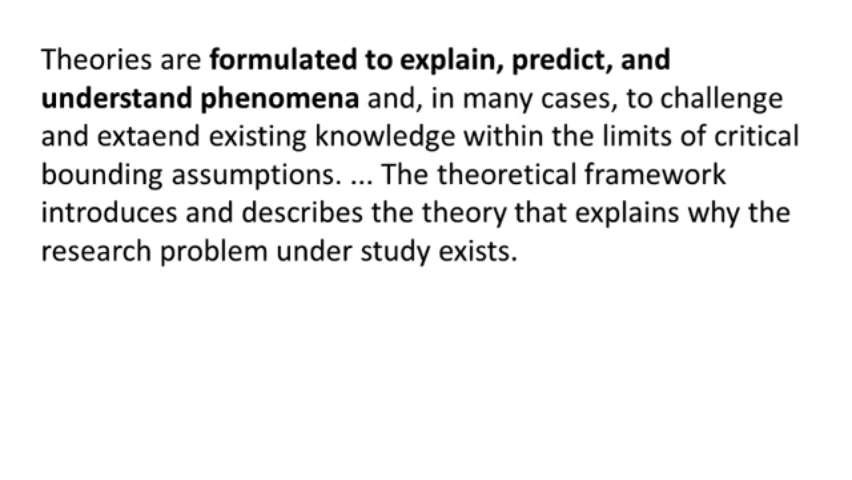 Theories are formulated to explain, predict, and
understand phenomena and, in many cases, to challenge
and extaend existing knowledge within the limits of critical
bounding assumptions. ... The theoretical framework
introduces and describes the theory that explains why the
research problem under study exists.